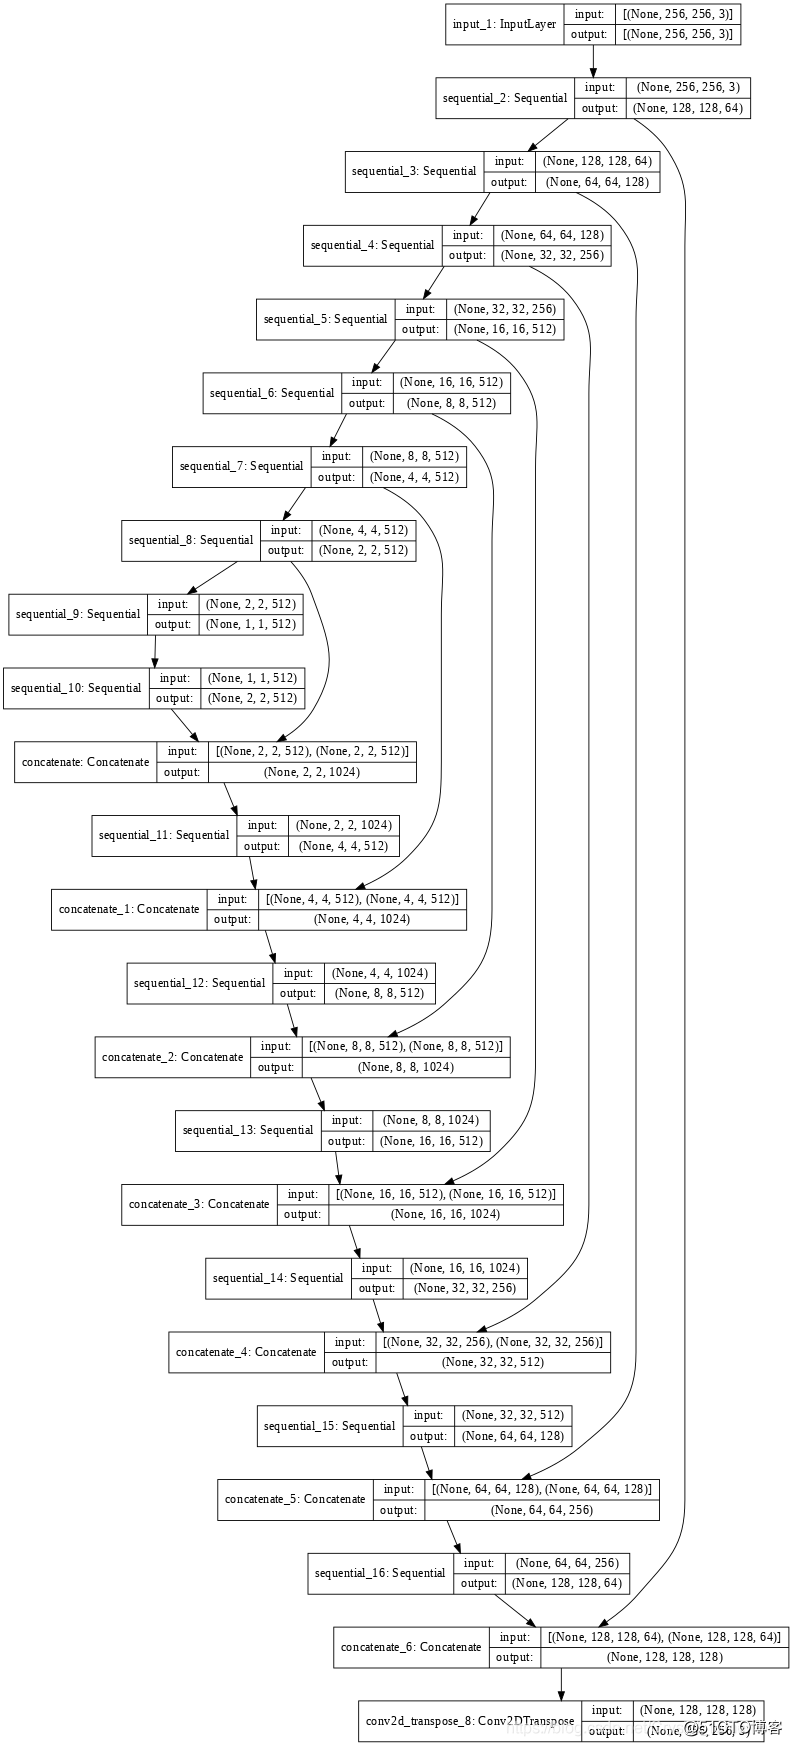 input_1: InputLayer
input: [(None, 256, 256, 3)]
output: [(None, 256, 256, 3)]
sequential_2: Sequential
input: (None, 256, 256, 3)
output: (None, 128, 128, 64)
sequential_3: Sequential
input: (None, 128, 128, 64)
output: (None, 64, 64, 128)
sequential_4: Sequential
input: (None, 64, 64, 128)
output: (None, 32, 32, 256)
sequential_5: Sequential
input: (None, 32, 32, 256)
output: (None, 16, 16, 512)
sequential_6: Sequential
input: (None, 16, 16, 512)
output: (None, 8, 8, 512)
sequential_7: Sequential
input: (None, 8, 8, 512)
output: (None, 4, 4, 512)
sequential_8: Sequential
input: (None, 4, 4, 512)
output: (None, 2, 2, 512)
sequential_9: Sequential
input: (None, 2, 2, 512)
output: (None, 1, 1, 512)
sequential_10: Sequential
input: (None, 1, 1, 512)
output: (None, 2, 2, 512)
concatenate: Concatenate
input: [(None, 2, 2, 512), (None, 2, 2, 512)]
output: (None, 2, 2, 1024)
sequential_11: Sequential
input: (None, 2, 2, 1024)
output: (None, 4, 4, 512)
concatenate_1: Concatenate
input: [(None, 4, 4, 512), (None, 4, 4, 512)]
output: (None, 4, 4, 1024)
sequential_12: Sequential
input: (None, 4, 4, 1024)
output: (None, 8, 8, 512)
concatenate_2: Concatenate
input: [(None, 8, 8, 512), (None, 8, 8, 512)]
output: (None, 8, 8, 1024)
sequential_13: Sequential
input: (None, 8, 8, 1024)
output: (None, 16, 16, 512)
concatenate_3: Concatenate
input: [(None, 16, 16, 512), (None, 16, 16, 512)]
output: (None, 16, 16, 1024)
sequential_14: Sequential
input: (None, 16, 16, 1024)
output: (None, 32, 32, 256)
concatenate_4: Concatenate
input: [(None, 32, 32, 256), (None, 32, 32, 256)]
output: (None, 32, 32, 512)
sequential_15: Sequential
input: (None, 32, 32, 512)
output: (None, 64, 64, 128)
concatenate_5: Concatenate
input: [(None, 64, 64, 128), (None, 64, 64, 128)]
output: (None, 64, 64, 256)
sequential_16: Sequential
input: (None, 64, 64, 256)
output: (None, 128, 128, 64)
concatenate_6: Concatenate
input: [(None, 128, 128, 64), (None, 128, 128, 64)]
output: (None, 128, 128, 128)
conv2d_transpose_8: Conv2DTranspose
input: (None, 128, 128, 128)
output: (None, 256, 256, 3)
@51CTO博客